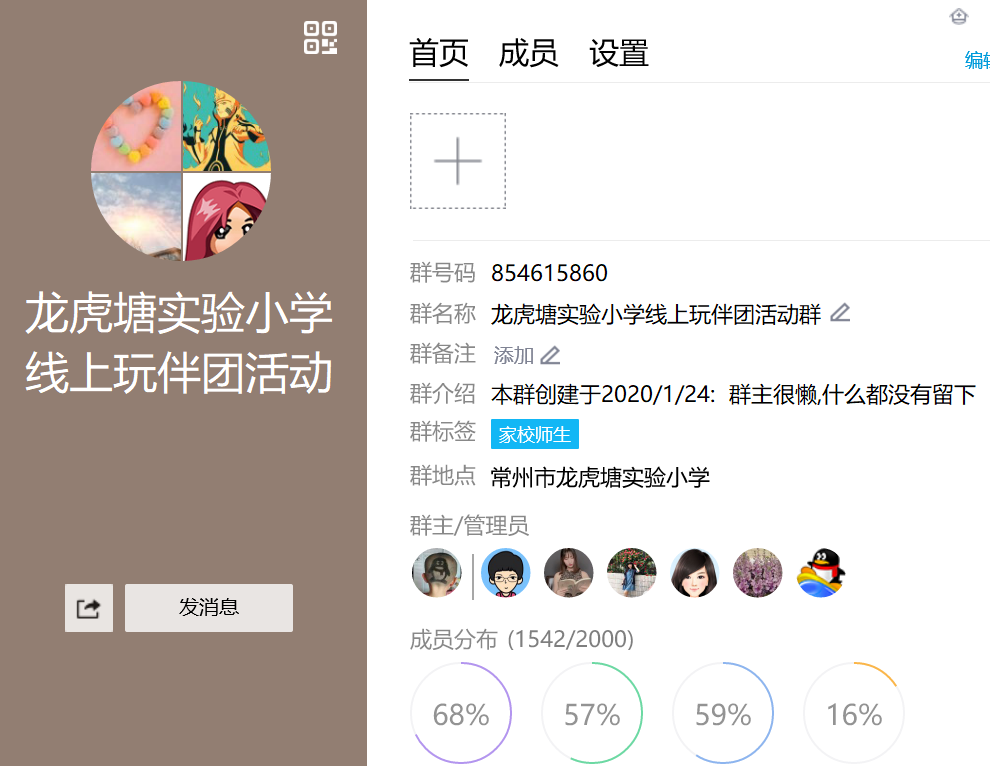 龙虎塘实验小学
线上玩伴团活动
发消息
首页 成员 设置
群号码 854615860
群名称 龙虎塘实验小学线上玩伴团活动群
群备注 添加
群介绍 本群创建于2020/1/24: 群主很懒,什么都没有留下
群标签 家校师生
群地点 常州市龙虎塘实验小学
群主/管理员
成员分布 (1542/2000)
68% 57% 59% 16%